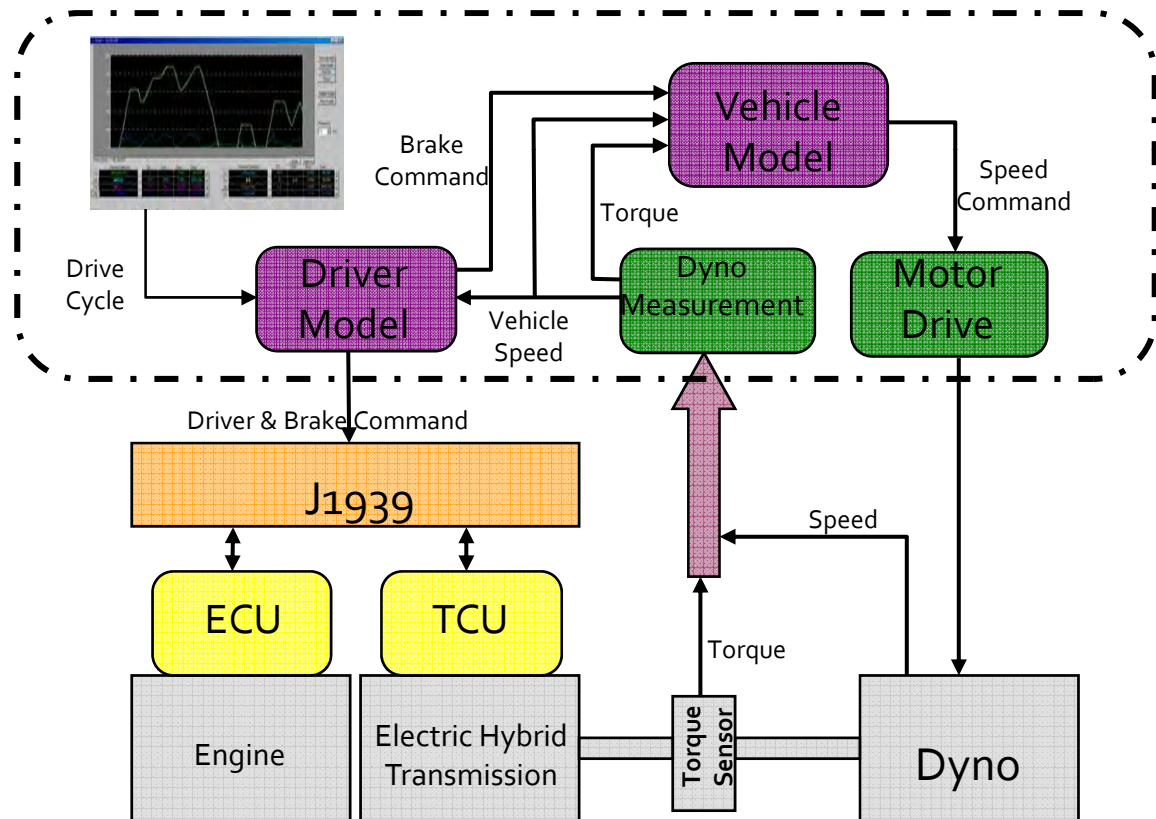 Vehicle
Model
Brake
Command
Speed
Command
Torque
Drive
Cycle
Driver
Model
Vehicle
Speed
Dyno
Measurement
Motor
Drive
Driver & Brake Command
J1939
Speed
ECU
TCU
Torque
Engine
Electric Hybrid
Transmission
Torque
Sensor
Dyno